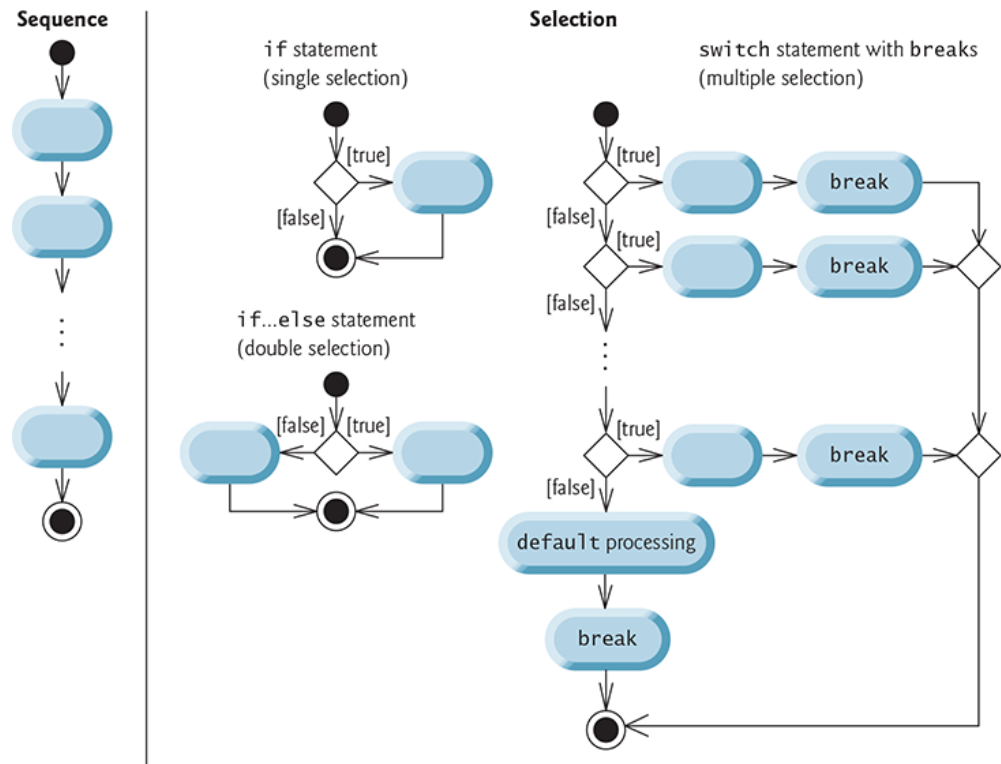 Sequence
Selection
if statement
(single selection)
[true]
[false]
if...else statement
(double selection)
[false]
[true]
switch statement with breaks
(multiple selection)
[true]
break
[false]
[true]
break
[false]
[true]
break
[false]
default processing
break